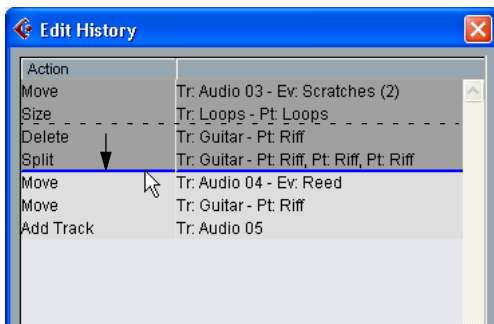 Edit History
Action
Move Tr: Audio 03 - Ev: Scratches (2)
Size Tr: Loops - Pt: Loops
Delete Tr: Guitar - Pt: Riff
Split Tr: Guitar - Pt: Riff, Pt: Riff, Pt: Riff
Move Tr: Audio 04 - Ev: Reed
Move Tr: Guitar - Pt: Riff
Add Track Tr: Audio 05